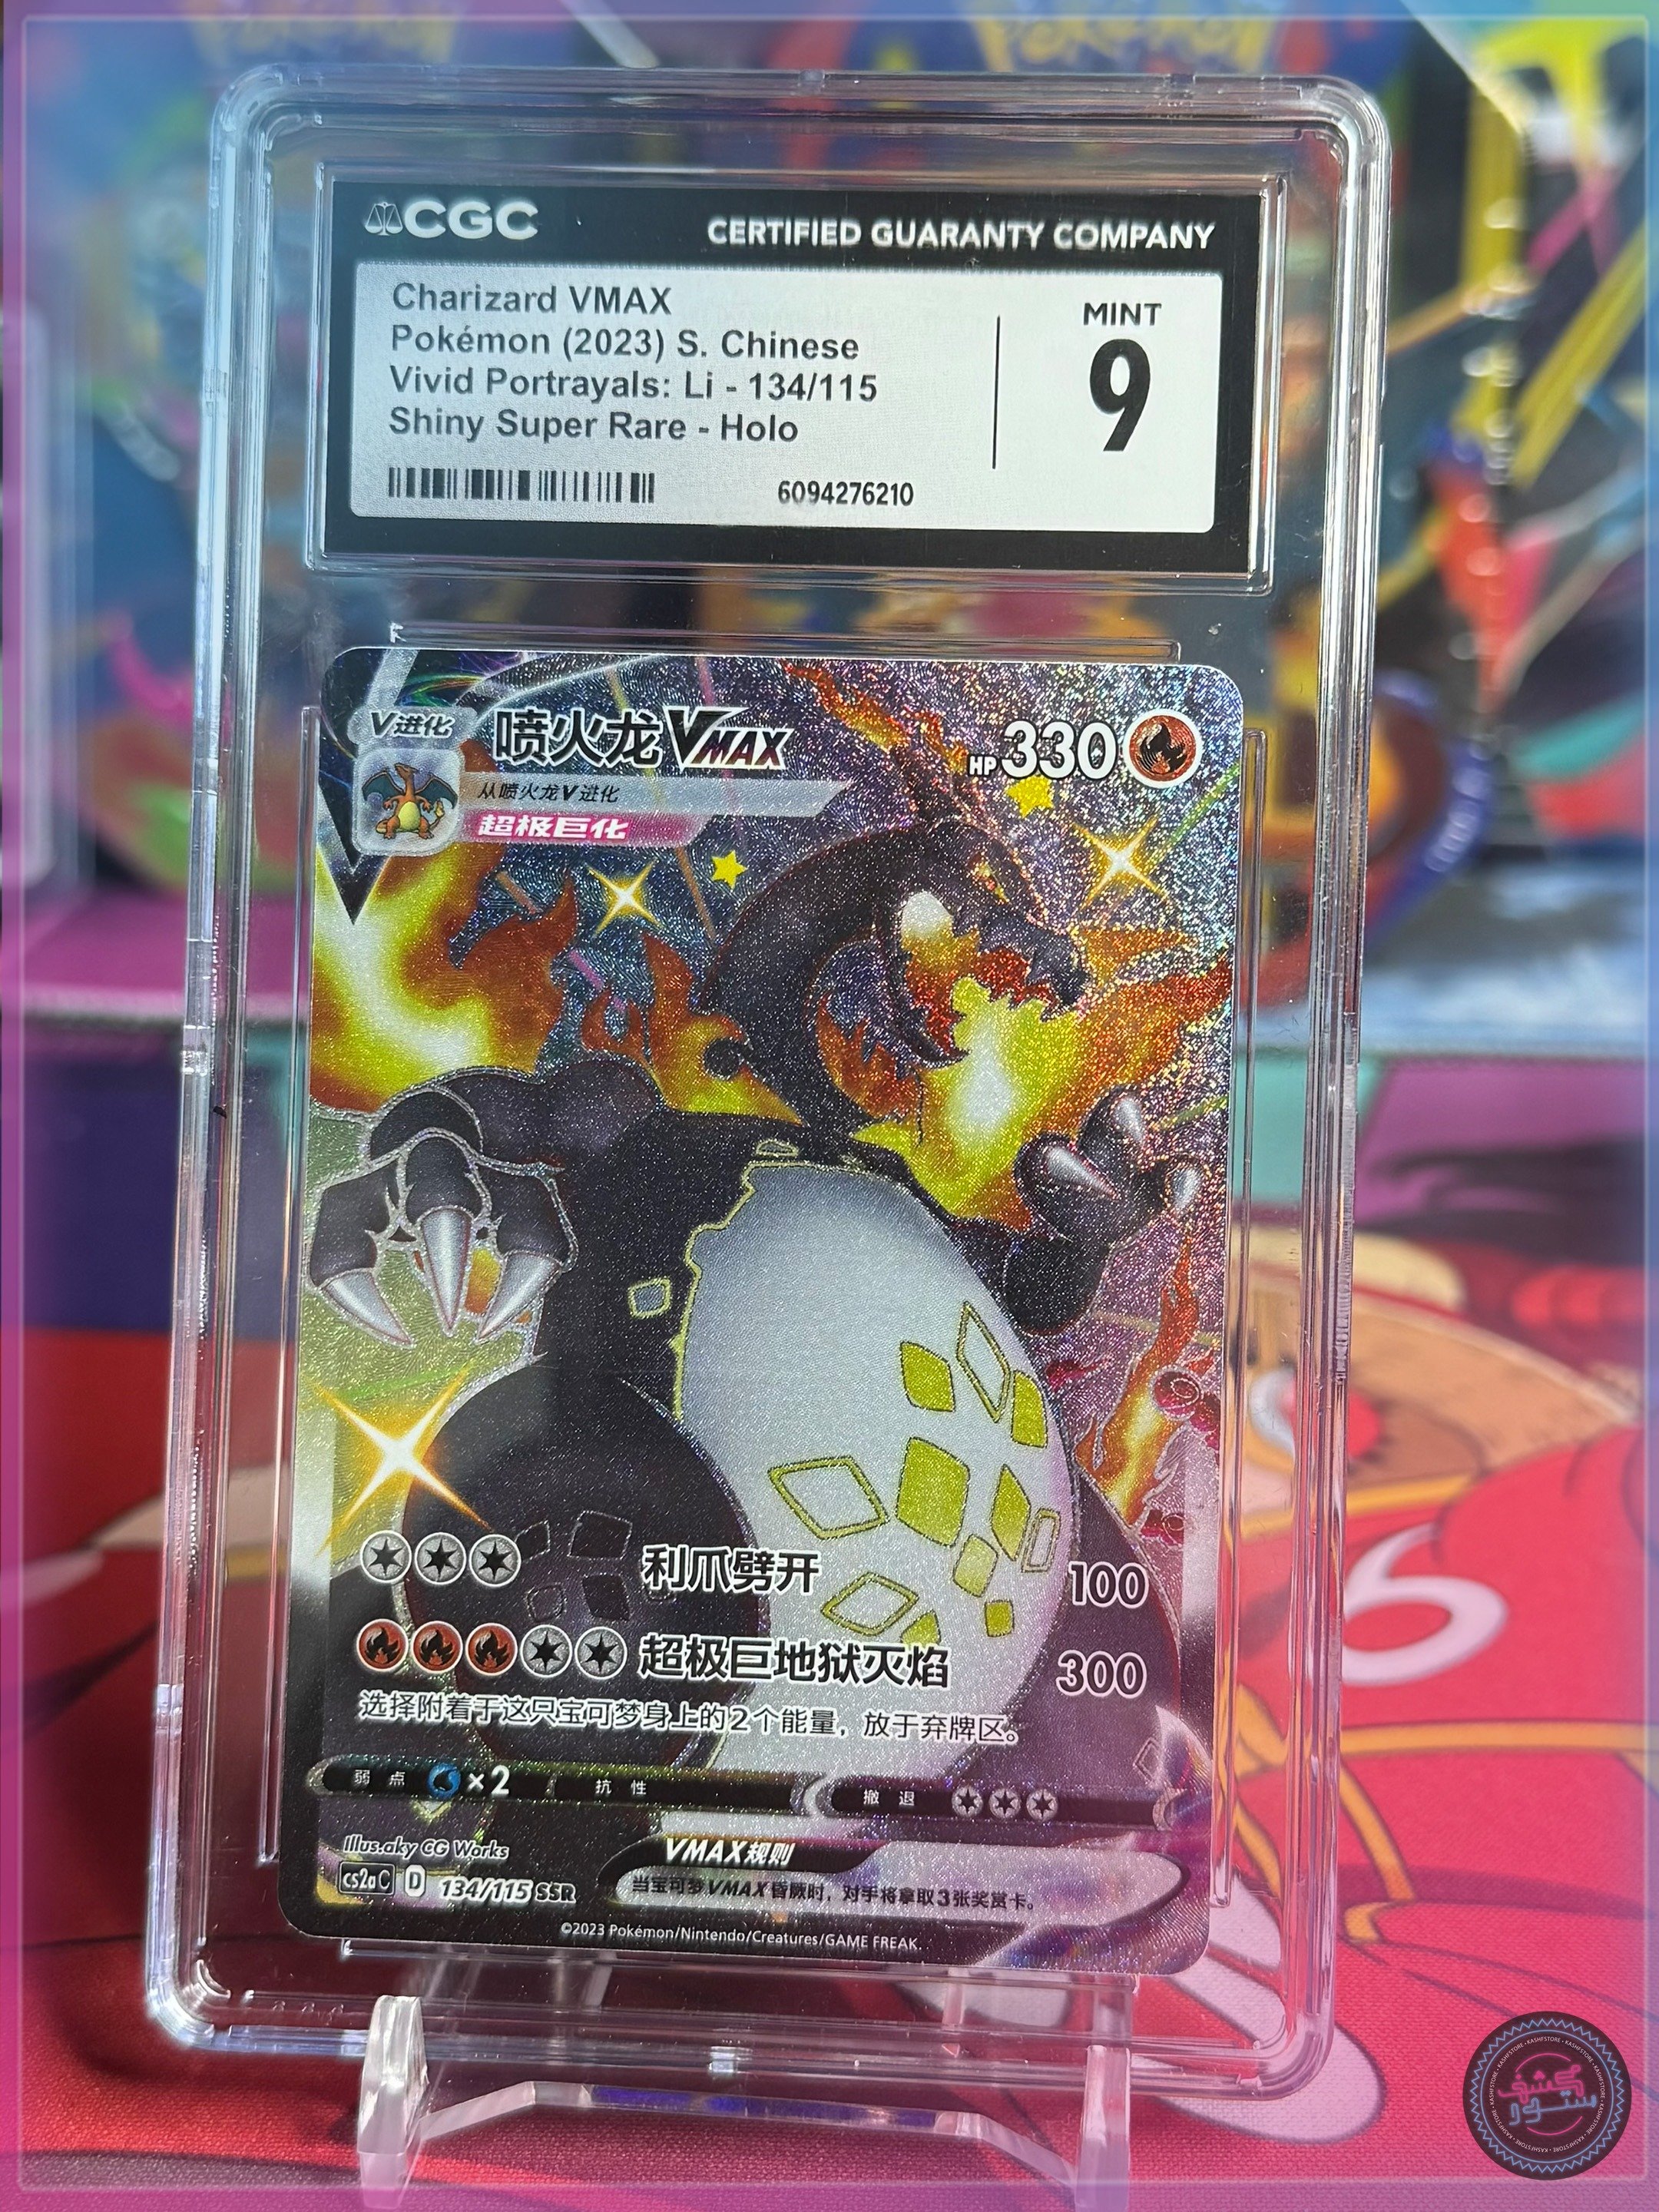 CGC
CERTIFIED GUARANTY COMPANY
Charizard VMAX
Pokémon (2023) S. Chinese
Vivid Portrayals: Li - 134/115
Shiny Super Rare - Holo
MINT
9
6094276210
V进化
喷火龙VMAX
HP330
从喷火龙V进化
超极巨化
利爪劈开 100
超极巨地狱灭焰 300
选择附着于这只宝可梦身上的2个能量，放于弃牌区。
弱点 ×2 抗性 撤退
Illus.aky CG Works
VMAX规则
cs2aC D 134/115 SSR
当宝可梦VMAX昏厥时，对手将拿取3张奖赏卡。
©2023 Pokémon/Nintendo/Creatures/GAME FREAK.
6
كشف
ستور
KASHFSTORE